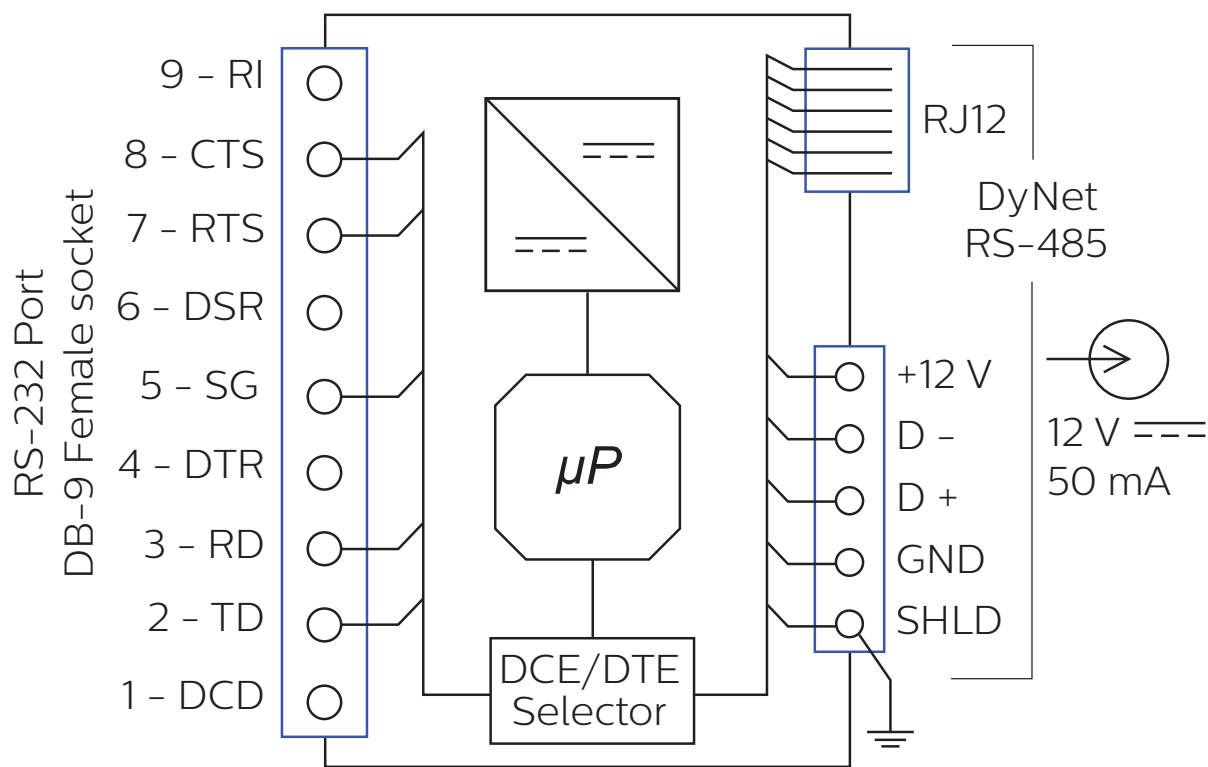 RS-232 Port
DB-9 Female socket
9 - RI
8 - CTS
7 - RTS
6 - DSR
5 - SG
4 - DTR
3 - RD
2 - TD
1 - DCD
µP
DCE/DTE
Selector
RJ12
DyNet
RS-485
+12 V
D -
D +
GND
SHLD
12 V
50 mA